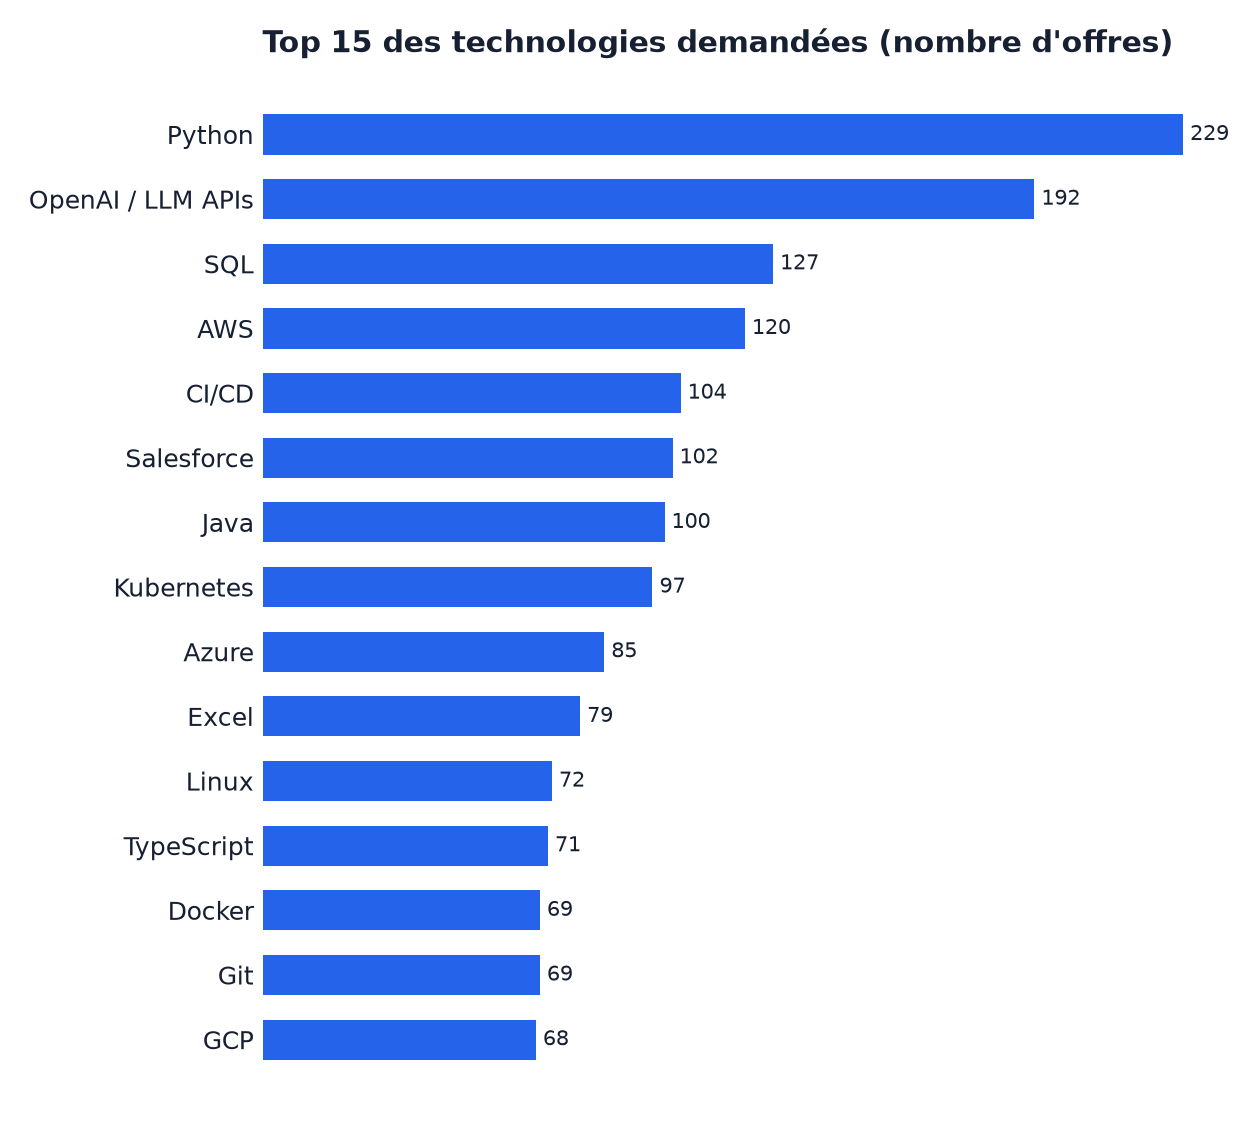 Top 15 des technologies demandées (nombre d'offres)
Python 229
OpenAI / LLM APIs 192
SQL 127
AWS 120
CI/CD 104
Salesforce 102
Java 100
Kubernetes 97
Azure 85
Excel 79
Linux 72
TypeScript 71
Docker 69
Git 69
GCP 68